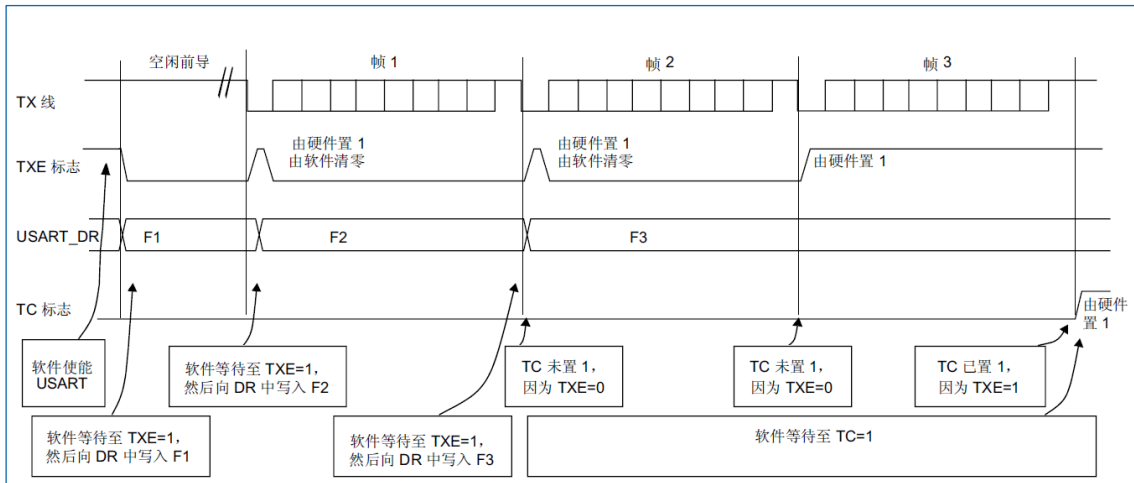 空闲前导
帧 1
帧 2
帧 3
TX 线
由硬件置 1
由软件清零
由硬件置 1
由软件清零
TXE 标志
由硬件置 1
USART_DR
F1
F2
F3
TC 标志
由硬件
置 1
软件使能
USART
软件等待至 TXE=1,
然后向 DR 中写入 F2
TC 未置 1,
因为 TXE=0
TC 未置 1,
因为 TXE=0
TC 已置 1,
因为 TXE=1
软件等待至 TXE=1,
然后向 DR 中写入 F1
软件等待至 TXE=1,
然后向 DR 中写入 F3
软件等待至 TC=1